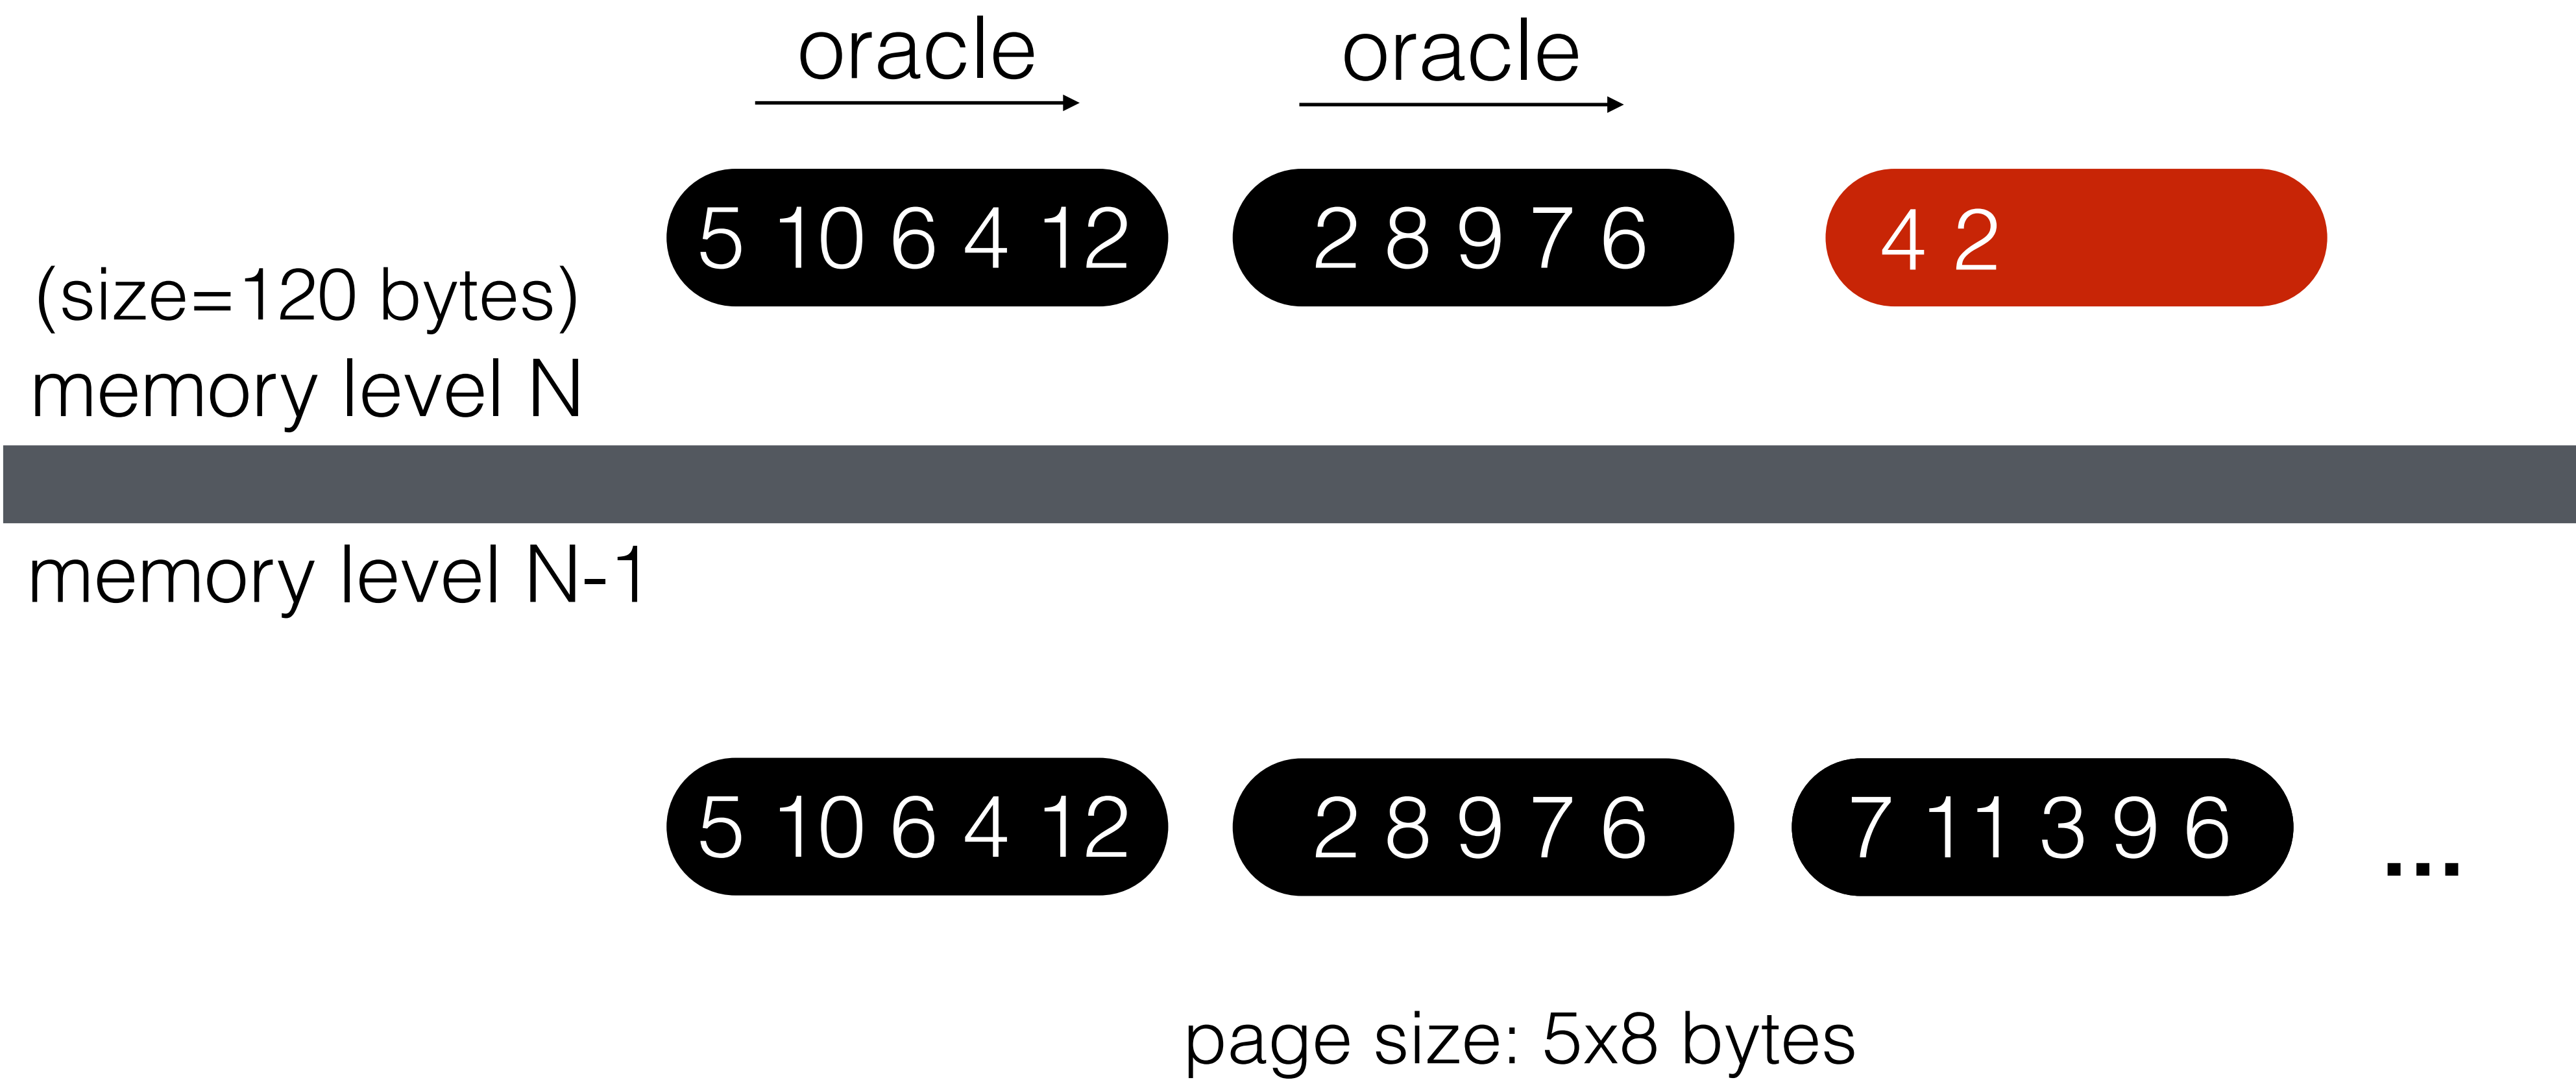 oracle oracle
5 10 6 4 12 2 8 9 7 6 4 2
(size=120 bytes)
memory level N
memory level N-1
5 10 6 4 12 2 8 9 7 6 7 11 3 9 6 ...
page size: 5x8 bytes